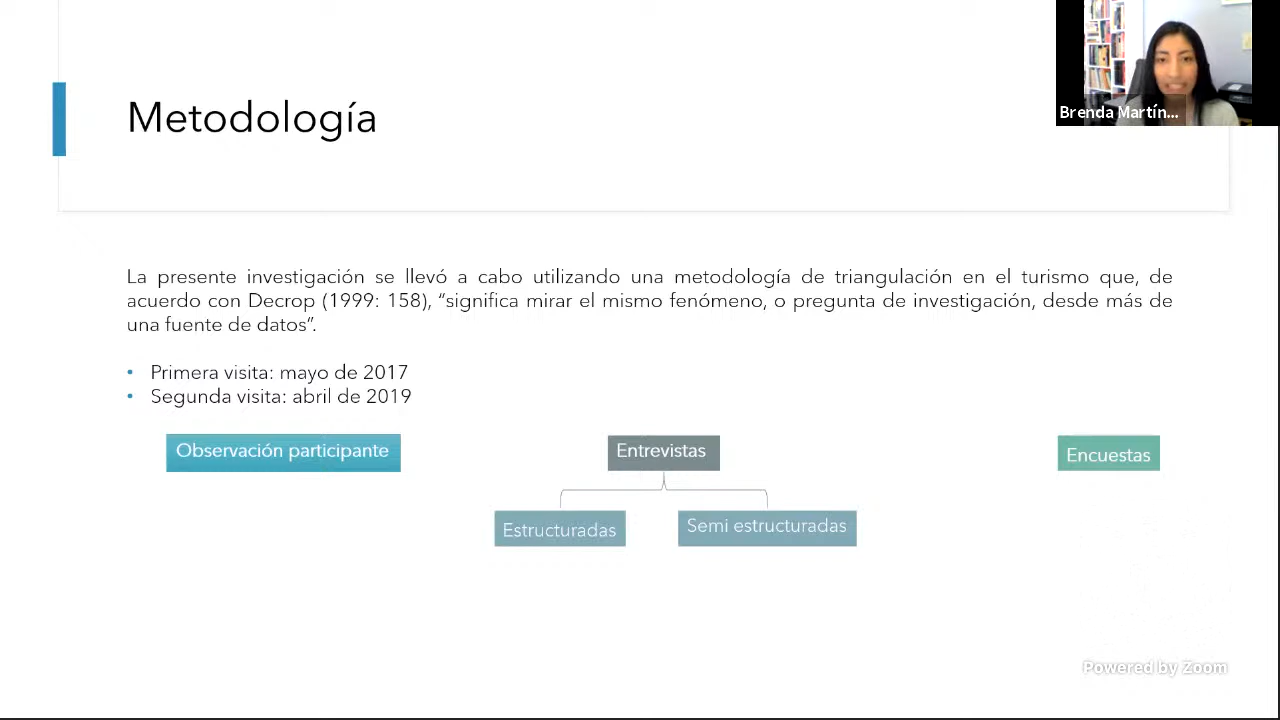 Metodología
Brenda Martín...
La presente investigación se llevó a cabo utilizando una metodología de triangulación en el turismo que, de
acuerdo con Decrop (1999: 158), “significa mirar el mismo fenómeno, o pregunta de investigación, desde más de
una fuente de datos”.
• Primera visita: mayo de 2017
• Segunda visita: abril de 2019
Observación participante
Entrevistas
Encuestas
Estructuradas
Semi estructuradas
Powered by Zoom